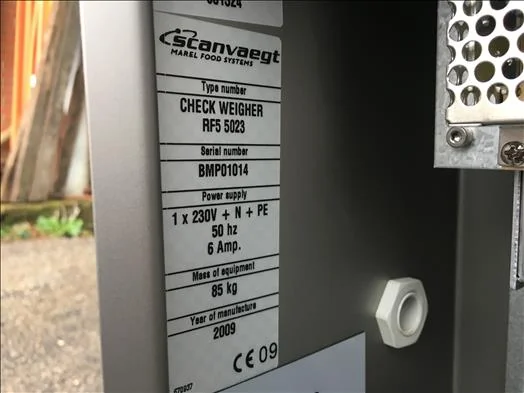 scanvaegt
MAREL FOOD SYSTEMS
Type number
CHECK WEIGHER
RF5 5023
Serial number
BMP01014
Power supply
1 x 230V + N + PE
50 hz
6 Amp.
Mass of equipment
85 kg
Year of manufacture
2009
CE 09